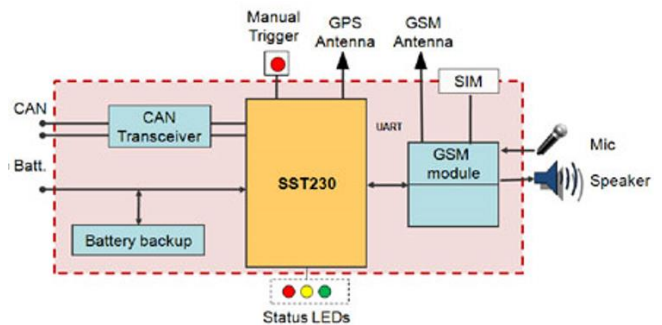 Manual
Trigger
GPS
Antenna
GSM
Antenna
SIM
CAN
CAN
Transceiver
UART
Mic
GSM
module
Batt.
SST230
Speaker
Battery backup
Status LEDs